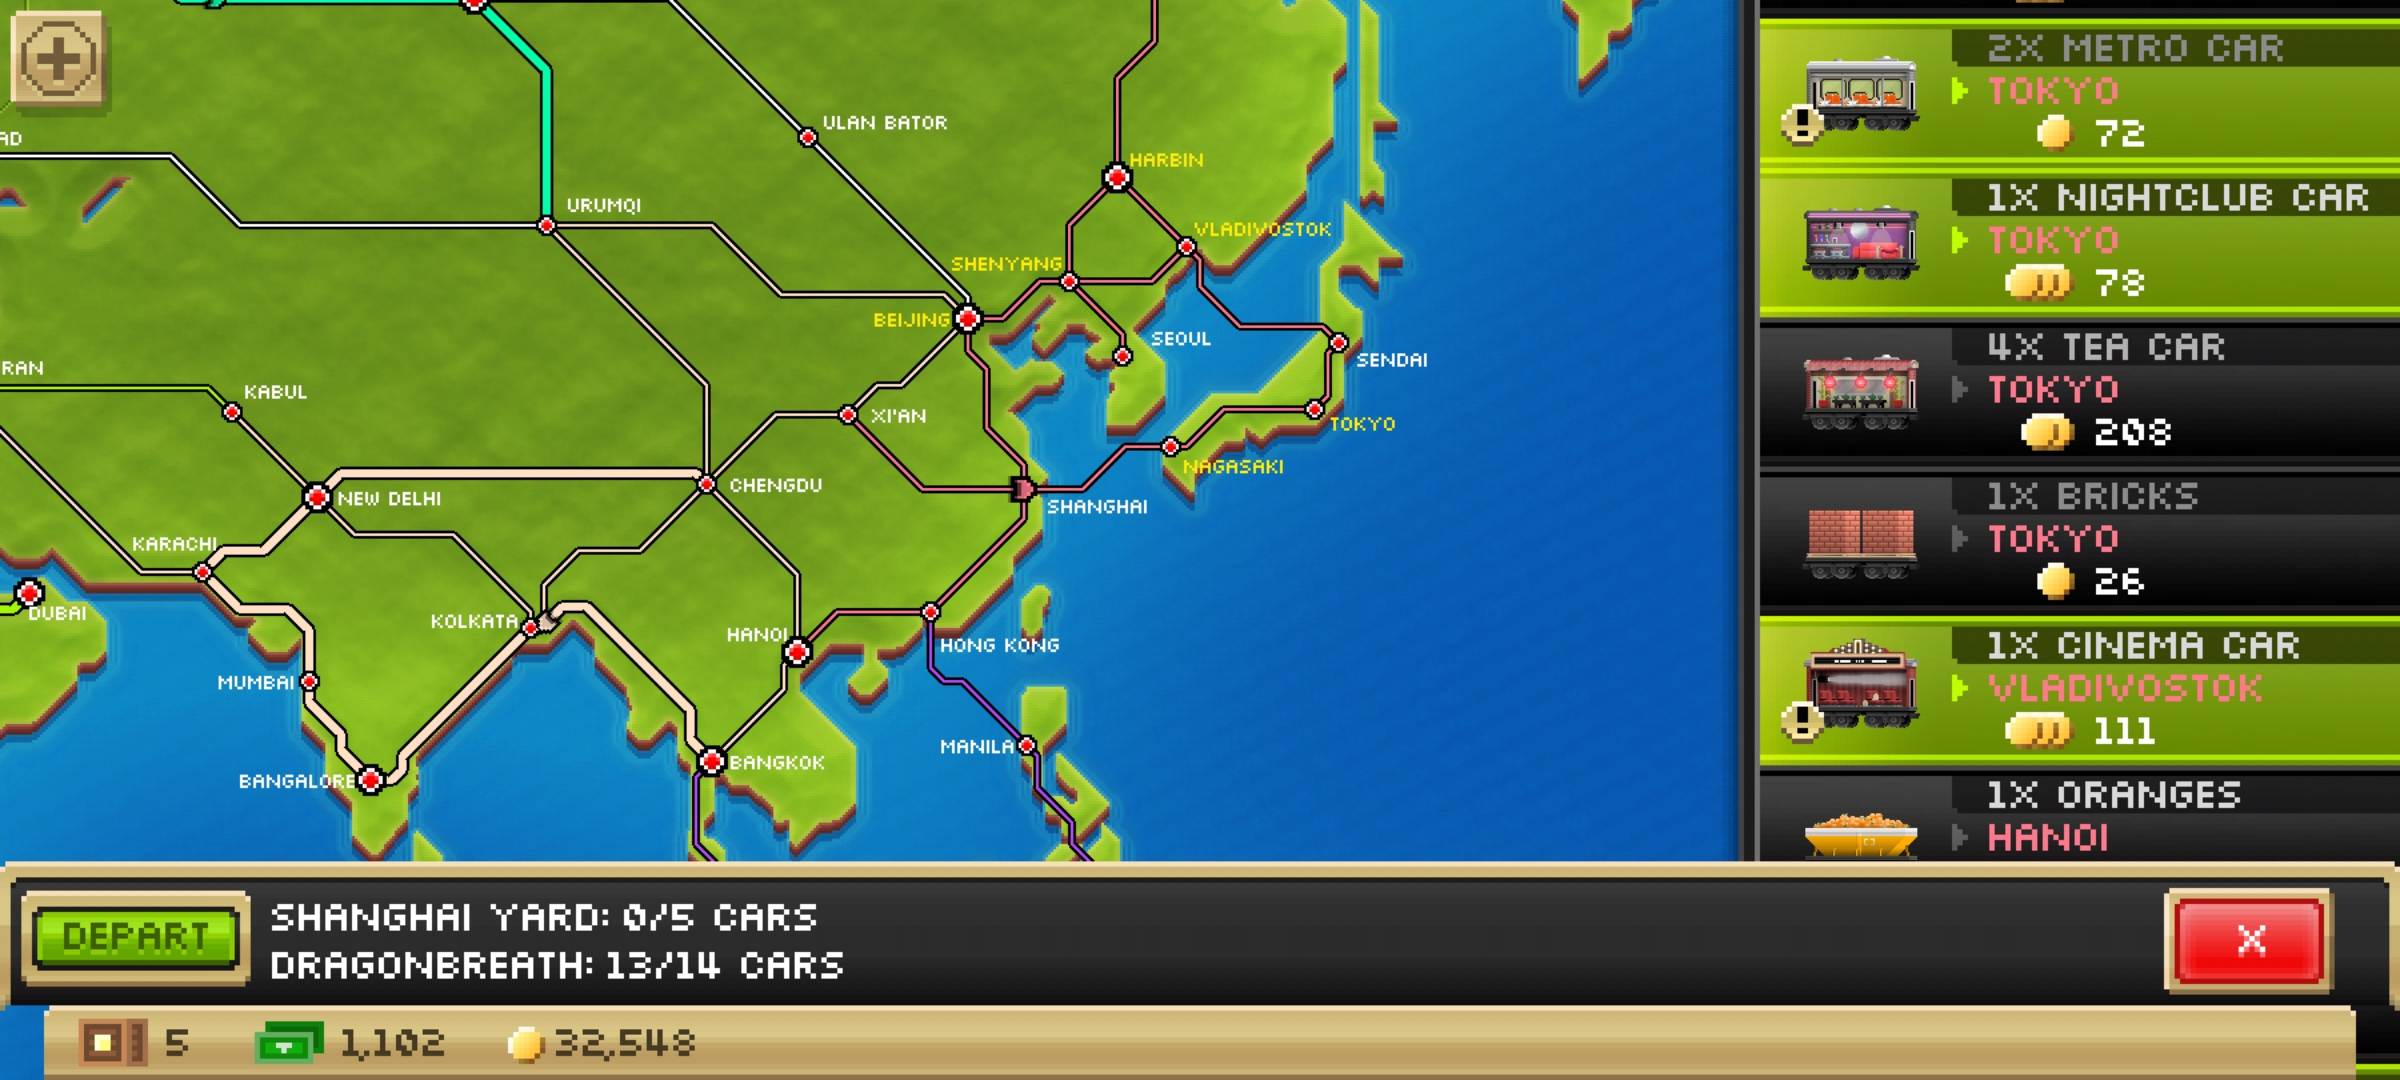 AD
ULAN BATOR
HARBIN
URUMQI
VLADIVOSTOK
SHENYANG
BEIJING
SEOUL
SENDAI
RAN
KABUL
XI'AN
TOKYO
NAGASAKI
NEW DELHI
CHENGDU
SHANGHAI
KARACHI
DUBAI
KOLKATA
HANOI
HONG KONG
MUMBAI
MANILA
BANGKOK
BANGALORE
2X METRO CAR
TOKYO
72
1X NIGHTCLUB CAR
TOKYO
78
4X TEA CAR
TOKYO
208
1X BRICKS
TOKYO
26
1X CINEMA CAR
VLADIVOSTOK
111
1X ORANGES
HANOI
DEPART
SHANGHAI YARD: 0/5 CARS
DRAGONBREATH: 13/14 CARS
X
5
1,102
32,548